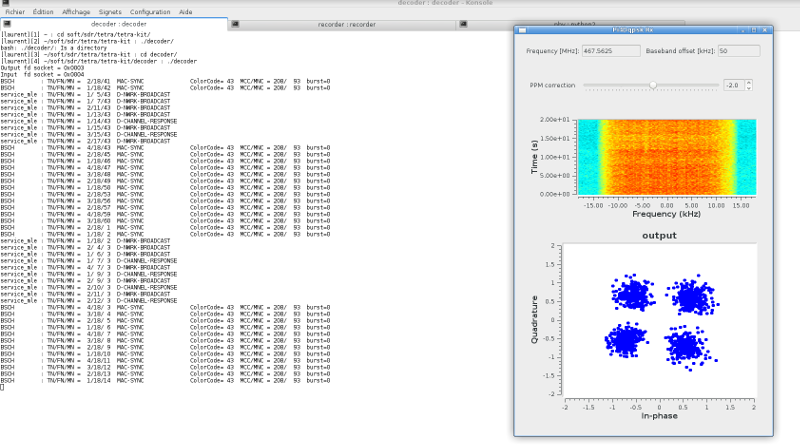 decoder : decoder - Konsole
Fichier Édition Affichage Signets Configuration Aide
decoder : decoder
recorder : recorder
[laurent][1] ~ : cd soft/sdr/tetra/tetra-kit/
[laurent][2] ~/soft/sdr/tetra/tetra-kit : ./decoder/
bash: ./decoder/: Is a directory
[laurent][3] ~/soft/sdr/tetra/tetra-kit : cd decoder/
[laurent][4] ~/soft/sdr/tetra/tetra-kit/decoder : ./decoder
Output fd socket = 0x0003
Input fd socket = 0x0004
BSCH : TN/FN/MN = 2/18/41 MAC-SYNC ColorCode= 43 MCC/MNC = 208/ 93 burst=0
BSCH : TN/FN/MN = 1/18/42 MAC-SYNC ColorCode= 43 MCC/MNC = 208/ 93 burst=0
service_mle : TN/FN/MN = 1/ 5/43 D-NWRK-BROADCAST
service_mle : TN/FN/MN = 1/ 7/43 D-NWRK-BROADCAST
service_mle : TN/FN/MN = 2/11/43 D-NWRK-BROADCAST
service_mle : TN/FN/MN = 1/13/43 D-NWRK-BROADCAST
service_mle : TN/FN/MN = 1/14/43 D-CHANNEL-RESPONSE
service_mle : TN/FN/MN = 1/15/43 D-NWRK-BROADCAST
service_mle : TN/FN/MN = 2/17/43 D-NWRK-BROADCAST
BSCH : TN/FN/MN = 4/18/43 MAC-SYNC ColorCode= 43 MCC/MNC = 208/ 93 burst=0
BSCH : TN/FN/MN = 2/18/45 MAC-SYNC ColorCode= 43 MCC/MNC = 208/ 93 burst=0
BSCH : TN/FN/MN = 1/18/46 MAC-SYNC ColorCode= 43 MCC/MNC = 208/ 93 burst=0
BSCH : TN/FN/MN = 4/18/47 MAC-SYNC ColorCode= 43 MCC/MNC = 208/ 93 burst=0
BSCH : TN/FN/MN = 3/18/48 MAC-SYNC ColorCode= 43 MCC/MNC = 208/ 93 burst=0
BSCH : TN/FN/MN = 2/18/49 MAC-SYNC ColorCode= 43 MCC/MNC = 208/ 93 burst=0
BSCH : TN/FN/MN = 1/18/50 MAC-SYNC ColorCode= 43 MCC/MNC = 208/ 93 burst=0
BSCH : TN/FN/MN = 2/18/53 MAC-SYNC ColorCode= 43 MCC/MNC = 208/ 93 burst=0
BSCH : TN/FN/MN = 3/18/56 MAC-SYNC ColorCode= 43 MCC/MNC = 208/ 93 burst=0
BSCH : TN/FN/MN = 2/18/57 MAC-SYNC ColorCode= 43 MCC/MNC = 208/ 93 burst=0
BSCH : TN/FN/MN = 4/18/59 MAC-SYNC ColorCode= 43 MCC/MNC = 208/ 93 burst=0
BSCH : TN/FN/MN = 3/18/60 MAC-SYNC ColorCode= 43 MCC/MNC = 208/ 93 burst=0
BSCH : TN/FN/MN = 2/18/ 1 MAC-SYNC ColorCode= 43 MCC/MNC = 208/ 93 burst=0
BSCH : TN/FN/MN = 1/18/ 2 MAC-SYNC ColorCode= 43 MCC/MNC = 208/ 93 burst=0
service_mle : TN/FN/MN = 1/18/ 2 D-NWRK-BROADCAST
service_mle : TN/FN/MN = 2/ 4/ 3 D-NWRK-BROADCAST
service_mle : TN/FN/MN = 1/ 6/ 3 D-NWRK-BROADCAST
service_mle : TN/FN/MN = 1/ 7/ 3 D-CHANNEL-RESPONSE
service_mle : TN/FN/MN = 4/ 7/ 3 D-NWRK-BROADCAST
service_mle : TN/FN/MN = 1/ 9/ 3 D-NWRK-BROADCAST
service_mle : TN/FN/MN = 2/ 9/ 3 D-NWRK-BROADCAST
service_mle : TN/FN/MN = 2/10/ 3 D-CHANNEL-RESPONSE
service_mle : TN/FN/MN = 2/11/ 3 D-NWRK-BROADCAST
service_mle : TN/FN/MN = 2/12/ 3 D-CHANNEL-RESPONSE
BSCH : TN/FN/MN = 4/18/ 3 MAC-SYNC ColorCode= 43 MCC/MNC = 208/ 93 burst=0
BSCH : TN/FN/MN = 3/18/ 4 MAC-SYNC ColorCode= 43 MCC/MNC = 208/ 93 burst=0
BSCH : TN/FN/MN = 2/18/ 5 MAC-SYNC ColorCode= 43 MCC/MNC = 208/ 93 burst=0
BSCH : TN/FN/MN = 1/18/ 6 MAC-SYNC ColorCode= 43 MCC/MNC = 208/ 93 burst=0
BSCH : TN/FN/MN = 4/18/ 7 MAC-SYNC ColorCode= 43 MCC/MNC = 208/ 93 burst=0
BSCH : TN/FN/MN = 3/18/ 8 MAC-SYNC ColorCode= 43 MCC/MNC = 208/ 93 burst=0
BSCH : TN/FN/MN = 2/18/ 9 MAC-SYNC ColorCode= 43 MCC/MNC = 208/ 93 burst=0
BSCH : TN/FN/MN = 1/18/10 MAC-SYNC ColorCode= 43 MCC/MNC = 208/ 93 burst=0
BSCH : TN/FN/MN = 4/18/11 MAC-SYNC ColorCode= 43 MCC/MNC = 208/ 93 burst=0
BSCH : TN/FN/MN = 3/18/12 MAC-SYNC ColorCode= 43 MCC/MNC = 208/ 93 burst=0
BSCH : TN/FN/MN = 2/18/13 MAC-SYNC ColorCode= 43 MCC/MNC = 208/ 93 burst=0
BSCH : TN/FN/MN = 1/18/14 MAC-SYNC ColorCode= 43 MCC/MNC = 208/ 93 burst=0
Frequency [MHz]: 467.5625 Baseband offset [kHz]: 50
PPM correction -2.0
2.00e+01
1.50e+01
1.00e+01
5.00e+00
0.00e+00
Time (s)
-15.00 -10.00 -5.00 0.00 5.00 10.00 15.00
Frequency (kHz)
output
2
1.5
1
0.5
0
-0.5
-1
-1.5
-2
Quadrature
-2 -1.5 -1 -0.5 0 0.5 1 1.5 2
In-phase